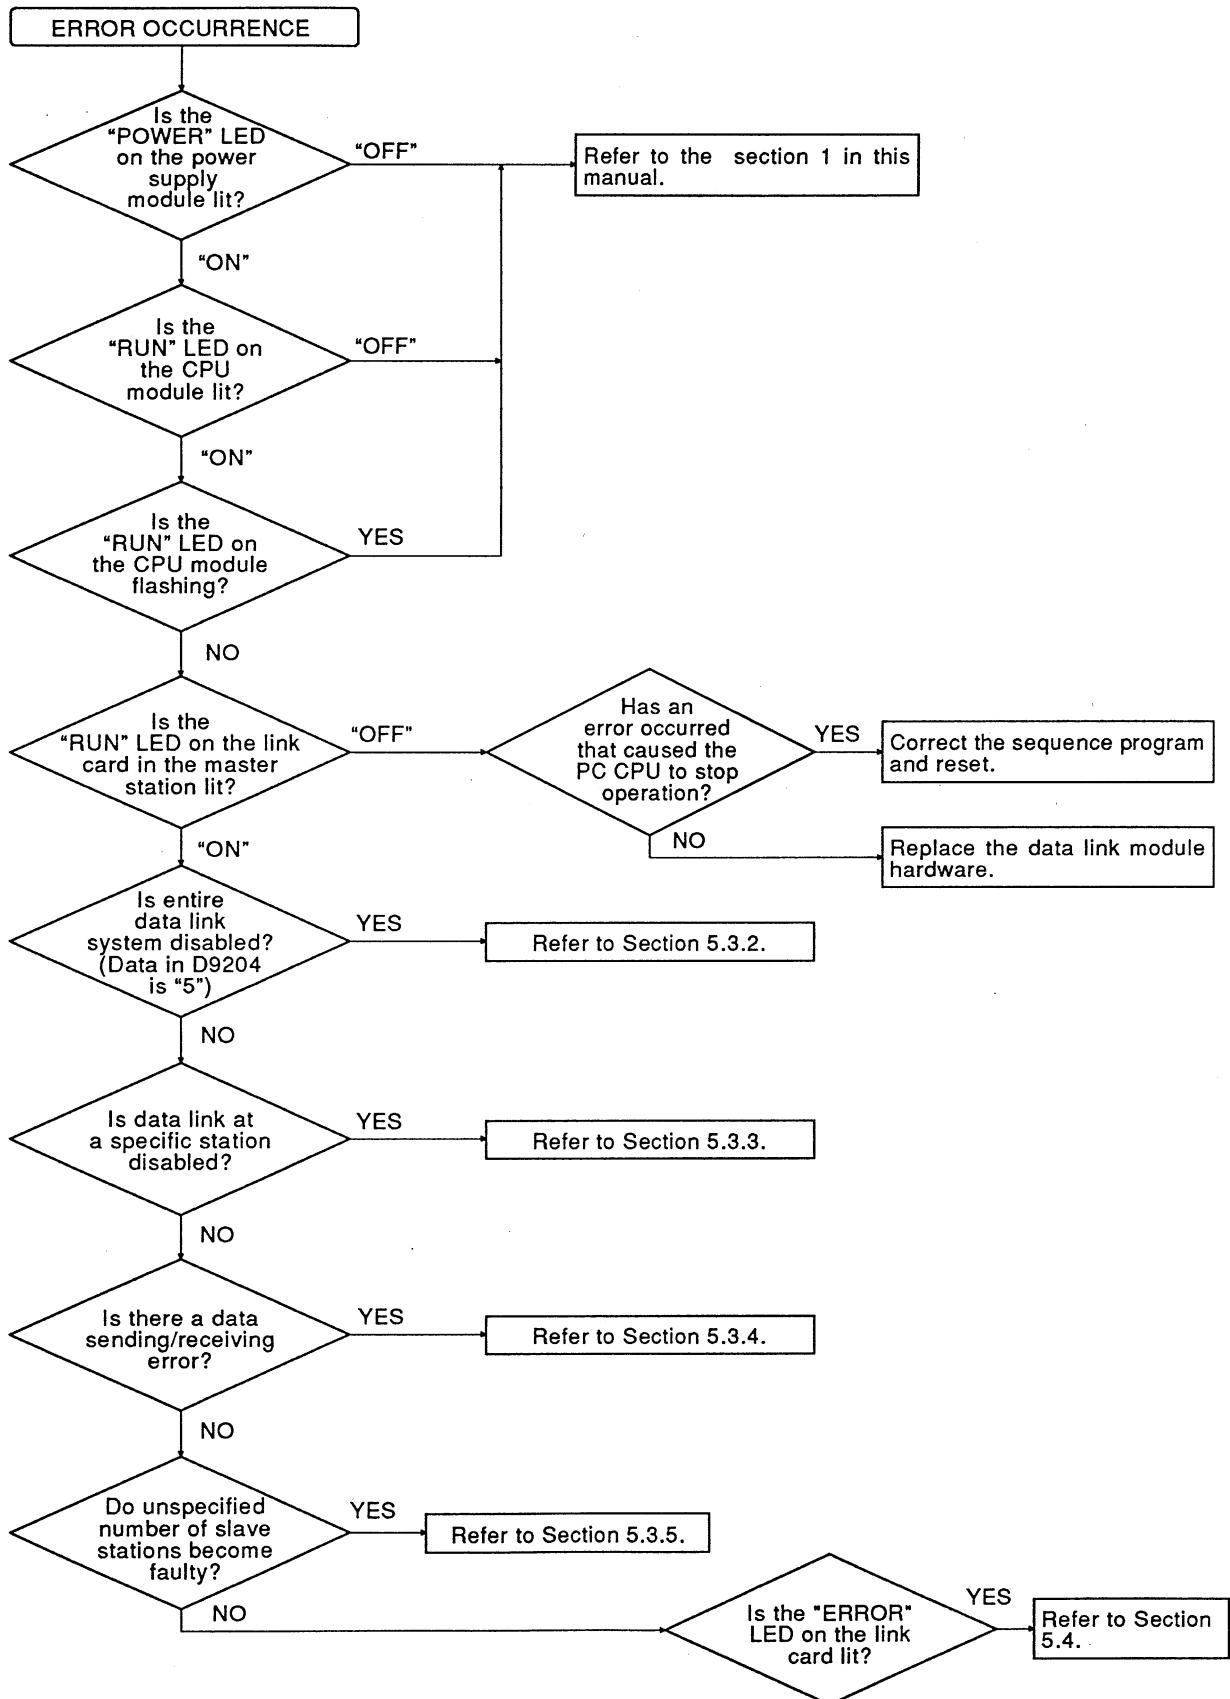 ERROR OCCURRENCE
Is the
“POWER” LED
on the power
supply
module lit?
“OFF”
Refer to the section 1 in this
manual.
“ON”
Is the
“RUN” LED on
the CPU
module lit?
“OFF”
“ON”
Is the
“RUN” LED on
the CPU module
flashing?
YES
NO
Is the
“RUN” LED on the link
card in the master
station lit?
“OFF”
Has an
error occurred
that caused the
PC CPU to stop
operation?
YES
Correct the sequence program
and reset.
NO
Replace the data link module
hardware.
“ON”
Is entire
data link
system disabled?
(Data in D9204
is “5”)
YES
Refer to Section 5.3.2.
NO
Is data link at
a specific station
disabled?
YES
Refer to Section 5.3.3.
NO
Is there a data
sending/receiving
error?
YES
Refer to Section 5.3.4.
NO
Do unspecified
number of slave
stations become
faulty?
YES
Refer to Section 5.3.5.
NO
Is the "ERROR"
LED on the link
card lit?
YES
Refer to Section
5.4.